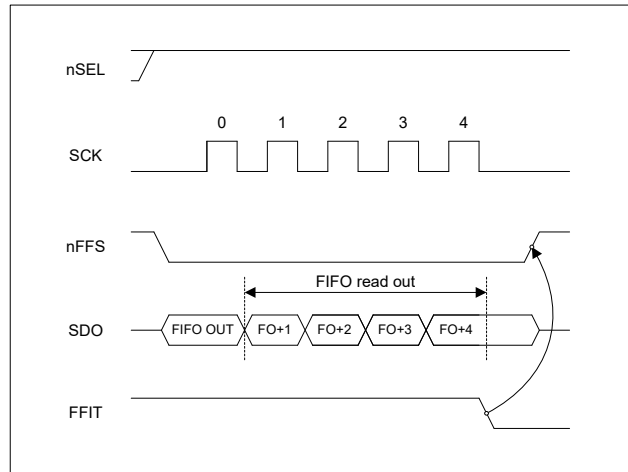 nSEL
0 1 2 3 4
SCK
nFFS
FIFO read out
SDO FIFO OUT FO+1 FO+2 FO+3 FO+4
FFIT